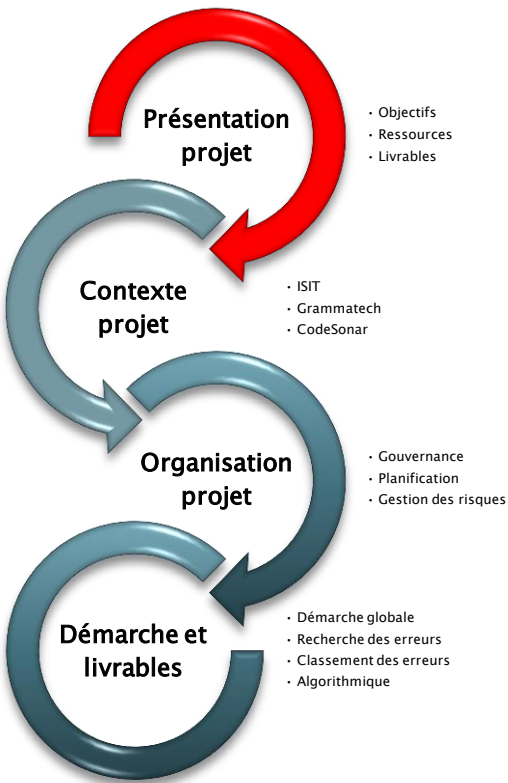 Présentation
projet
· Objectifs
· Ressources
· Livrables
Contexte
projet
· ISIT
· Grammatech
· CodeSonar
Organisation
projet
· Gouvernance
· Planification
· Gestion des risques
Démarche et
livrables
· Démarche globale
· Recherche des erreurs
· Classement des erreurs
· Algorithmique